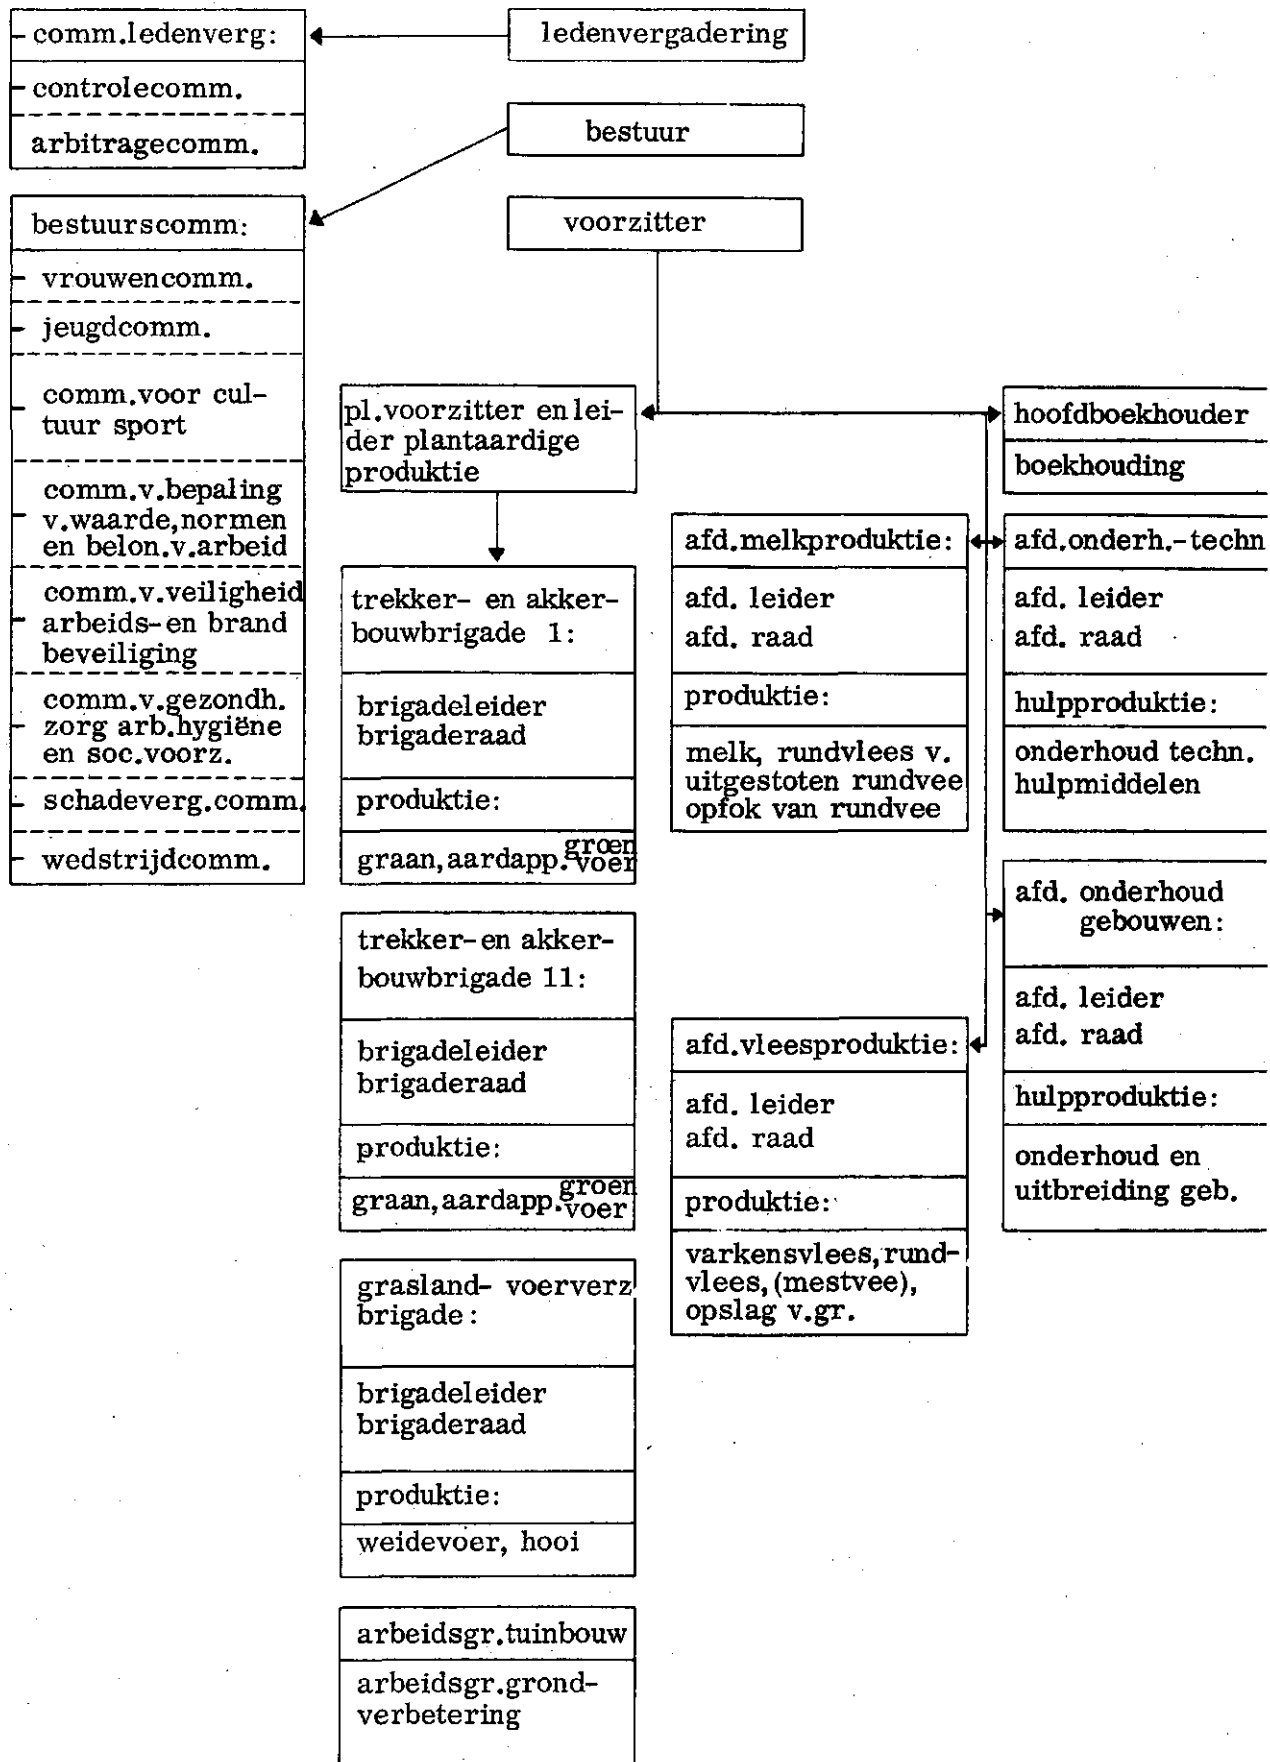 - comm.ledenverg:
- controlecomm.
arbitragecomm.
ledenvergadering
bestuur
voorzitter
bestuurscomm:
- vrouwencomm.
- jeugdcomm.
- comm.voor cul-
tuur sport
comm.v.bepaling
- v.waarde,normen
en belon.v.arbeid
comm.v.veiligheid
- arbeids-en brand
beveiliging
comm.v.gezondh.
- zorg arb.hygiëne
en soc.voorz.
- schadeverg.comm.
- wedstrijdcomm.
pl.voorzitter en lei-
der plantaardige
produktie
trekker- en akker-
bouwbrigade 1:
brigadeleider
brigaderaad
produktie:
graan,aardapp.groen
voer
trekker-en akker-
bouwbrigade 11:
brigadeleider
brigaderaad
produktie:
graan,aardapp.groen
voer
grasland- voerverz
brigade:
brigadeleider
brigaderaad
produktie:
weidevoer, hooi
arbeidsgr.tuinbouw
arbeidsgr.grond-
verbetering
afd.melkproduktie:
afd. leider
afd. raad
produktie:
melk, rundvlees v.
uitgestoten rundvee
opfok van rundvee
afd.vleesproduktie:
afd. leider
afd. raad
produktie:
varkensvlees,rund-
vlees,(mestvee),
opslag v.gr.
hoofdboekhouder
boekhouding
afd.onderh.-techn
afd. leider
afd. raad
hulpproduktie:
onderhoud techn.
hulpmiddelen
afd. onderhoud
gebouwen:
afd. leider
afd. raad
hulpproduktie:
onderhoud en
uitbreiding geb.